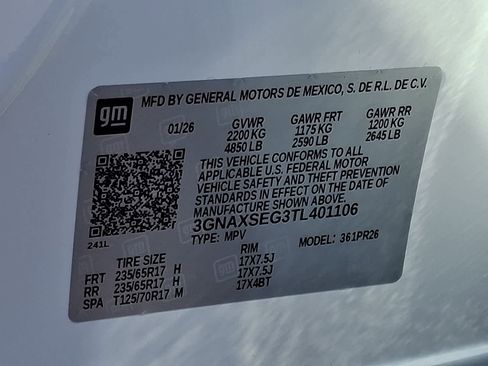 gm
MFD BY GENERAL MOTORS DE MEXICO, S. DE R.L. DE C.V.
01/26 GVWR GAWR FRT GAWR RR
2200 KG 1175 KG 1200 KG
4850 LB 2590 LB 2645 LB
THIS VEHICLE CONFORMS TO ALL
APPLICABLE U.S. FEDERAL MOTOR
VEHICLE SAFETY AND THEFT PREVENTION
STANDARDS IN EFFECT ON THE DATE OF
MANUFACTURE SHOWN ABOVE.
3GNAXSEG3TL401106
TYPE: MPV MODEL: 361PR26
241L
TIRE SIZE RIM
FRT 235/65R17 H 17X7.5J
RR 235/65R17 H 17X7.5J
SPA T125/70R17 M 17X4BT